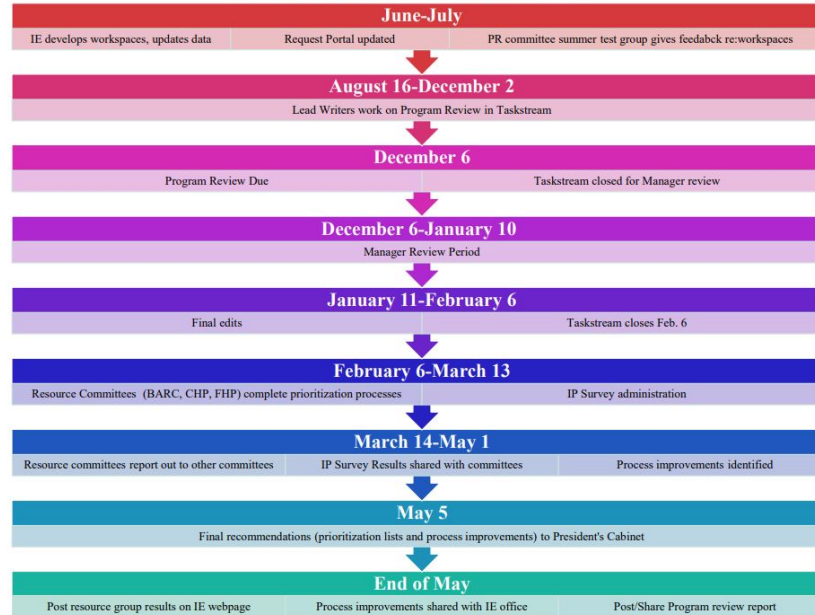 June-July
IE develops workspaces, updates data
Request Portal updated
PR committee summer test group gives feedabck re:workspaces
August 16-December 2
Lead Writers work on Program Review in Taskstream
December 6
Program Review Due
Taskstream closed for Manager review
December 6-January 10
Manager Review Period
January 11-February 6
Final edits
Taskstream closes Feb. 6
February 6-March 13
Resource Committees (BARC, CHP, FHP) complete prioritization processes
IP Survey administration
March 14-May 1
Resource committees report out to other committees
IP Survey Results shared with committees
Process improvements identified
May 5
Final recommendations (prioritization lists and process improvements) to President's Cabinet
End of May
Post resource group results on IE webpage
Process improvements shared with IE office
Post/Share Program review report